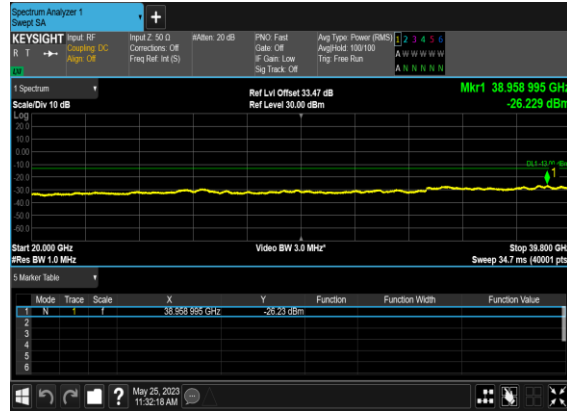 Spectrum Analyzer 1
Swept SA
KEYSIGHT
R T
Input: RF
Coupling: DC
Align: Off
Input Z: 50 Ω
Corrections: Off
Freq Ref: Int (S)
#Atten: 20 dB
PNO: Fast
Gate: Off
IF Gain: Low
Sig Track: Off
Avg Type: Power (RMS)
Avg|Hold: 100/100
Trig: Free Run
1 2 3 4 5 6
A W W W W W
A N N N N N
1 Spectrum
Scale/Div 10 dB
Ref Lvl Offset 33.47 dB
Ref Level 30.00 dBm
Mkr1 38.958 995 GHz
-26.229 dBm
Log
20.0
10.0
0.00
-10.0
-20.0
-30.0
-40.0
-50.0
-60.0
1
Start 20.000 GHz
#Res BW 1.0 MHz
Video BW 3.0 MHz*
Stop 39.800 GHz
Sweep 34.7 ms (40001 pts)
5 Marker Table
Mode Trace Scale X Y Function Function Width Function Value
1 N 1 f 38.958 995 GHz -26.23 dBm
2
3
4
5
6
?
May 25, 2023
11:32:18 AM